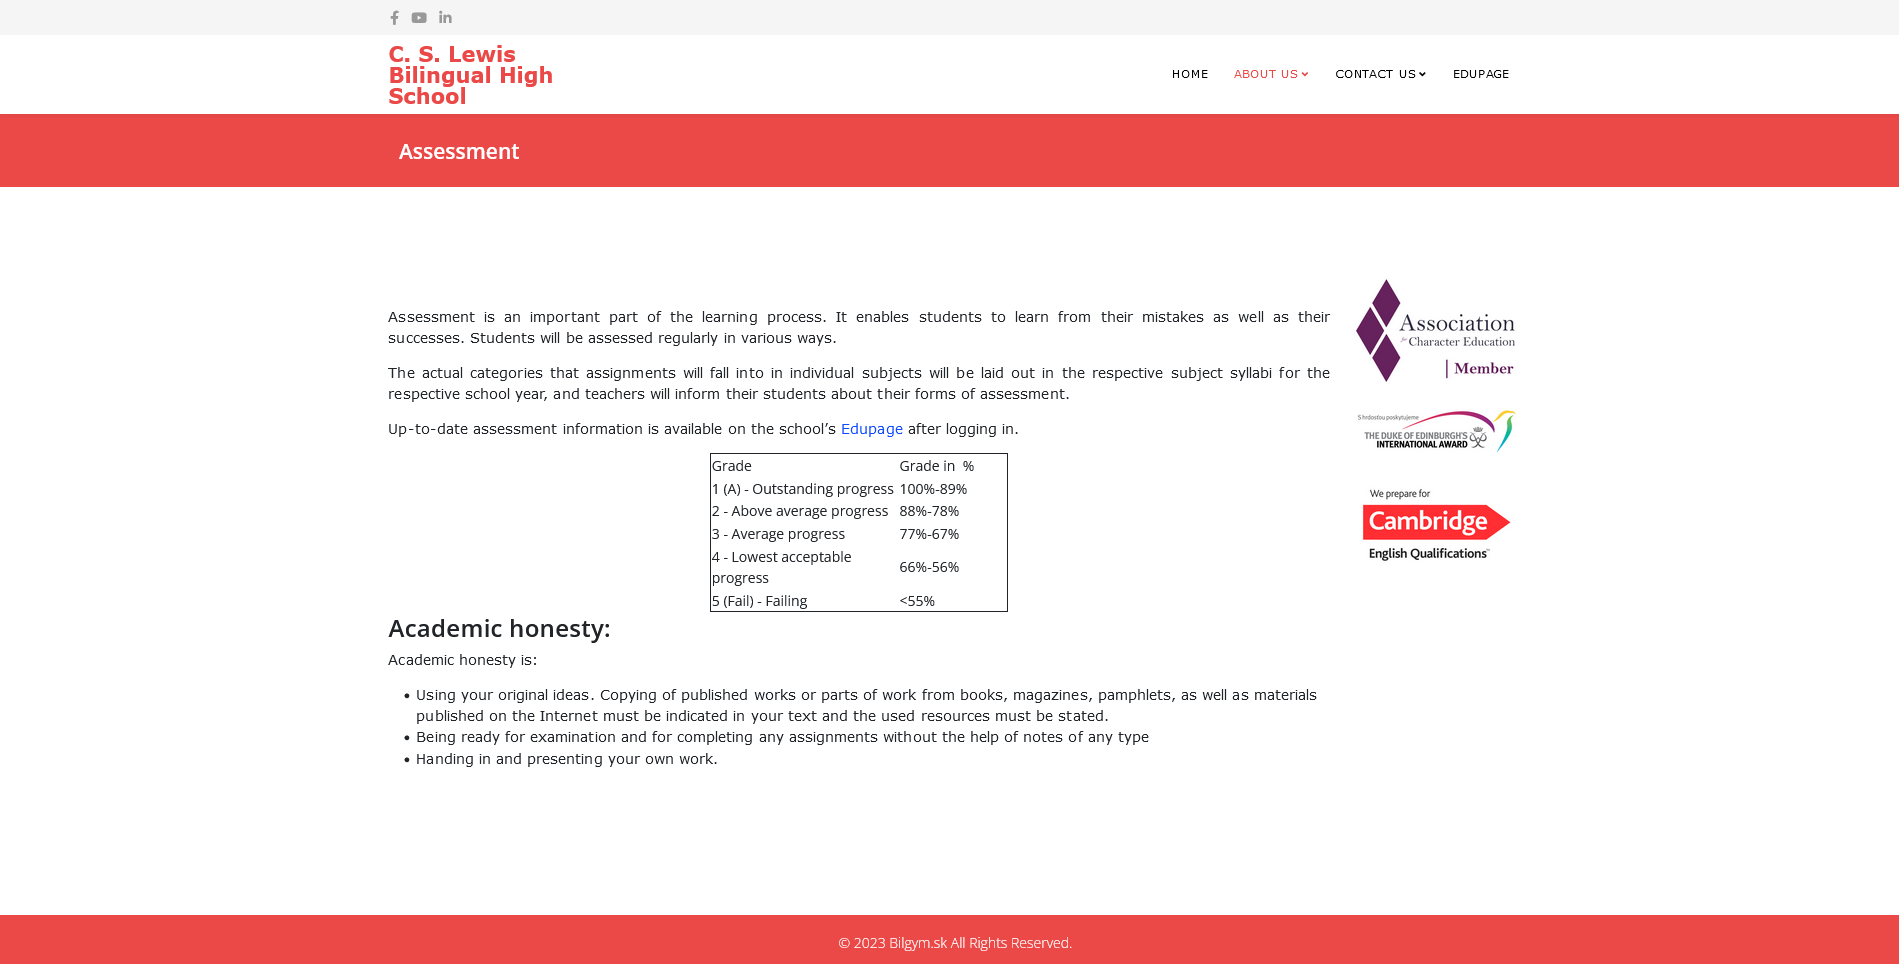 C. S. Lewis
Bilingual High
School
HOME
ABOUT US
CONTACT US
EDUPAGE
Assessment
Assessment is an important part of the learning process. It enables students to learn from their mistakes as well as their
successes. Students will be assessed regularly in various ways.
The actual categories that assignments will fall into in individual subjects will be laid out in the respective subject syllabi for the
respective school year, and teachers will inform their students about their forms of assessment.
Up-to-date assessment information is available on the school’s Edupage after logging in.
Grade Grade in %
1 (A) - Outstanding progress 100%-89%
2 - Above average progress 88%-78%
3 - Average progress 77%-67%
4 - Lowest acceptable
progress 66%-56%
5 (Fail) - Failing <55%
Academic honesty:
Academic honesty is:
• Using your original ideas. Copying of published works or parts of work from books, magazines, pamphlets, as well as materials
published on the Internet must be indicated in your text and the used resources must be stated.
• Being ready for examination and for completing any assignments without the help of notes of any type
• Handing in and presenting your own work.
Association
for Character Education
| Member
S hrdosťou poskytujeme
THE DUKE OF EDINBURGH'S
INTERNATIONAL AWARD
We prepare for
Cambridge
English Qualifications™
© 2023 Bilgym.sk All Rights Reserved.